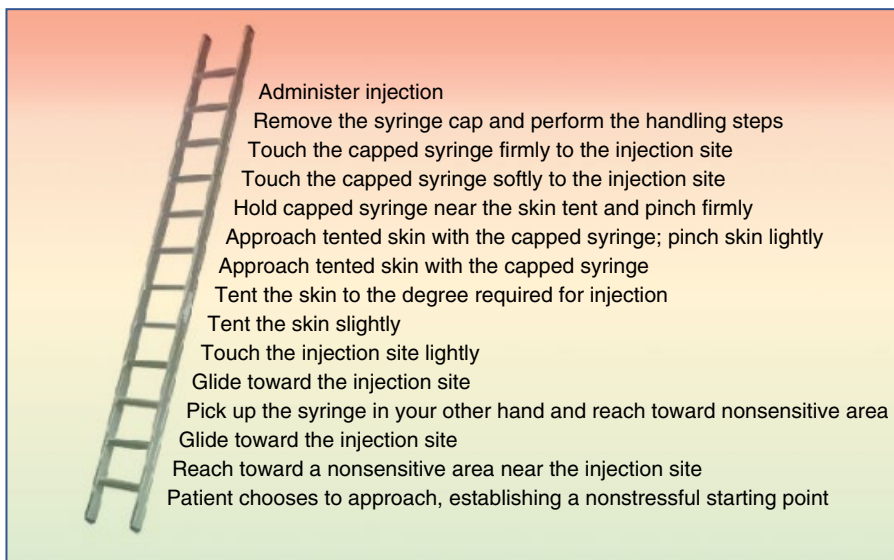 Administer injection
Remove the syringe cap and perform the handling steps
Touch the capped syringe firmly to the injection site
Touch the capped syringe softly to the injection site
Hold capped syringe near the skin tent and pinch firmly
Approach tented skin with the capped syringe; pinch skin lightly
Approach tented skin with the capped syringe
Tent the skin to the degree required for injection
Tent the skin slightly
Touch the injection site lightly
Glide toward the injection site
Pick up the syringe in your other hand and reach toward nonsensitive area
Glide toward the injection site
Reach toward a nonsensitive area near the injection site
Patient chooses to approach, establishing a nonstressful starting point